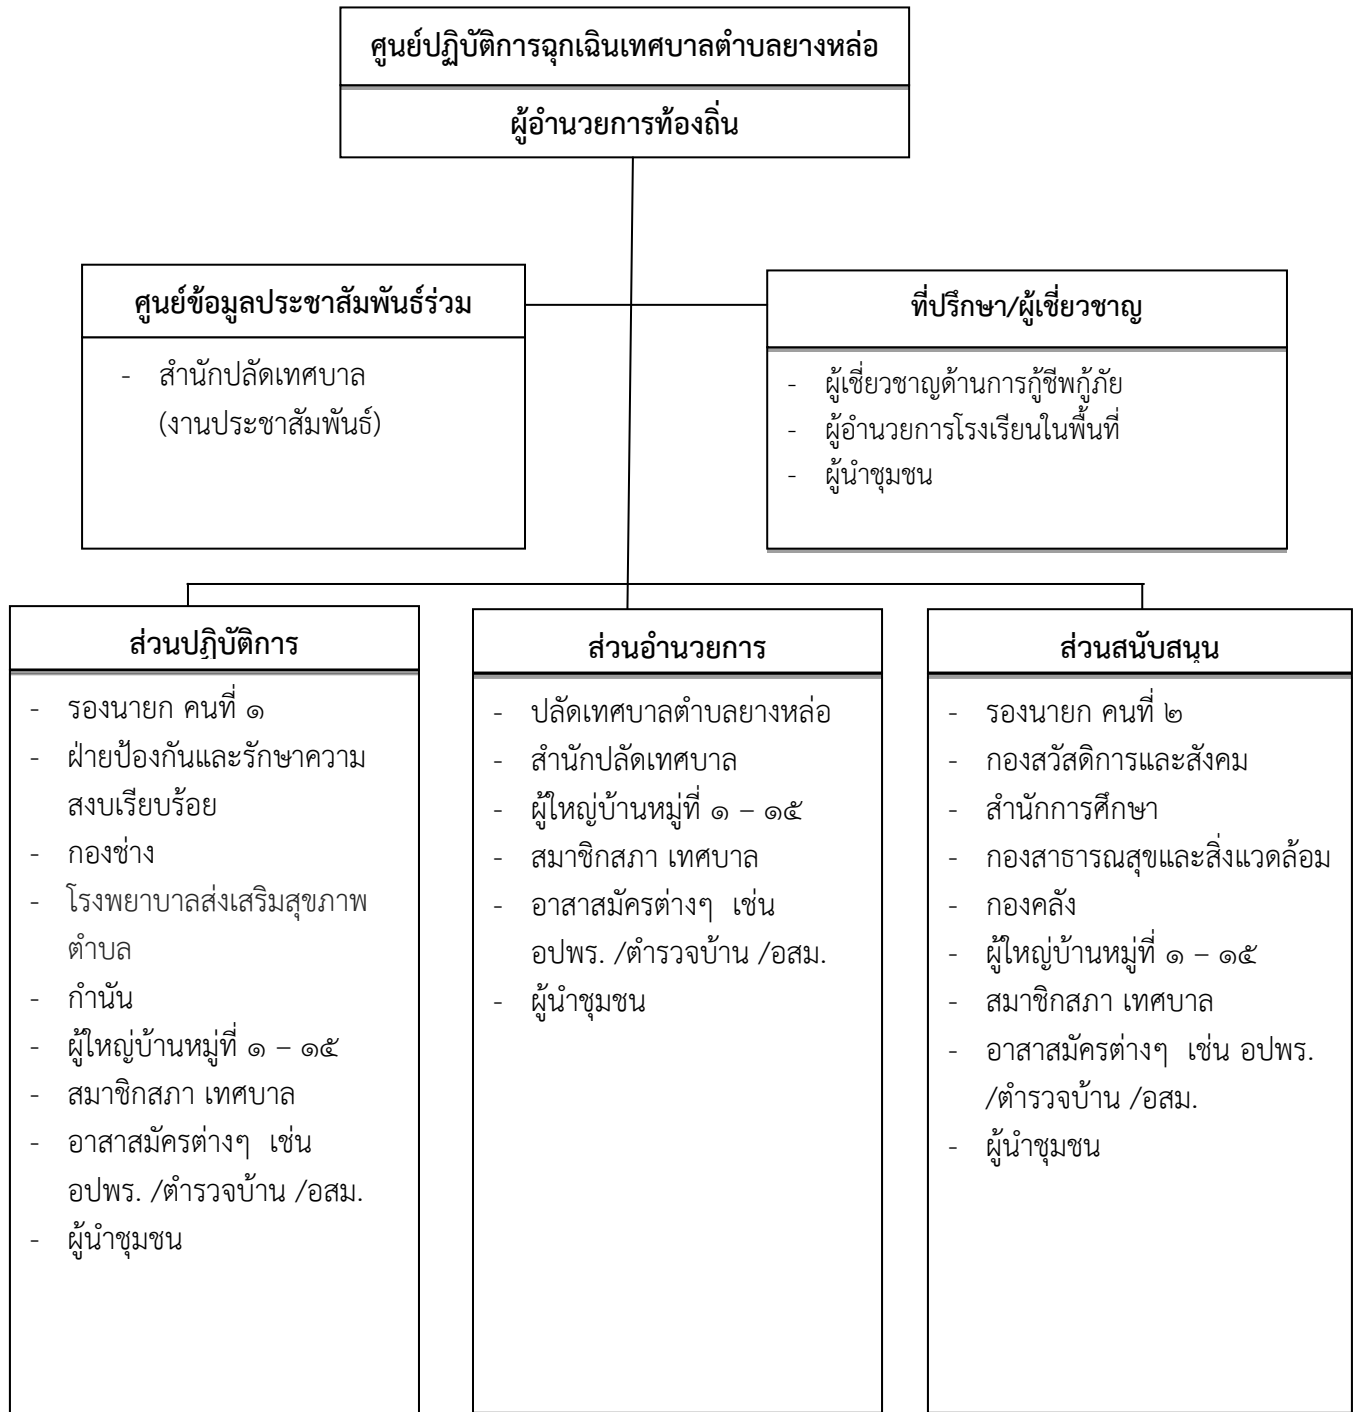 ศูนย์ปฏิบัติการฉุกเฉินเทศบาลตำบลยางหล่อ
ผู้อำนวยการท้องถิ่น
ศูนย์ข้อมูลประชาสัมพันธ์ร่วม
- สำนักปลัดเทศบาล
(งานประชาสัมพันธ์)
ที่ปรึกษา/ผู้เชี่ยวชาญ
- ผู้เชี่ยวชาญด้านการกู้ชีพกู้ภัย
- ผู้อำนวยการโรงเรียนในพื้นที่
- ผู้นำชุมชน
ส่วนปฏิบัติการ
- รองนายก คนที่ ๑
- ฝ่ายป้องกันและรักษาความ
สงบเรียบร้อย
- กองช่าง
- โรงพยาบาลส่งเสริมสุขภาพ
ตำบล
- กำนัน
- ผู้ใหญ่บ้านหมู่ที่ ๑ – ๑๕
- สมาชิกสภา เทศบาล
- อาสาสมัครต่างๆ เช่น
อปพร. /ตำรวจบ้าน /อสม.
- ผู้นำชุมชน
ส่วนอำนวยการ
- ปลัดเทศบาลตำบลยางหล่อ
- สำนักปลัดเทศบาล
- ผู้ใหญ่บ้านหมู่ที่ ๑ – ๑๕
- สมาชิกสภา เทศบาล
- อาสาสมัครต่างๆ เช่น
อปพร. /ตำรวจบ้าน /อสม.
- ผู้นำชุมชน
ส่วนสนับสนุน
- รองนายก คนที่ ๒
- กองสวัสดิการและสังคม
- สำนักการศึกษา
- กองสาธารณสุขและสิ่งแวดล้อม
- กองคลัง
- ผู้ใหญ่บ้านหมู่ที่ ๑ – ๑๕
- สมาชิกสภา เทศบาล
- อาสาสมัครต่างๆ เช่น อปพร.
/ตำรวจบ้าน /อสม.
- ผู้นำชุมชน